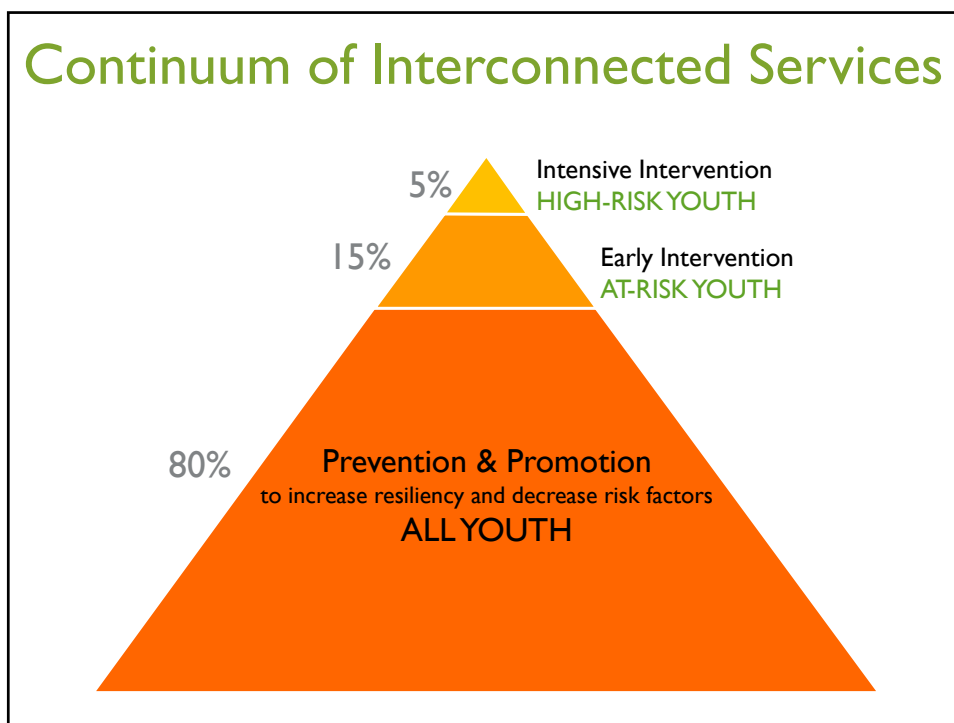 Continuum of Interconnected Services
5%
Intensive Intervention
HIGH-RISK YOUTH
15%
Early Intervention
AT-RISK YOUTH
80%
Prevention & Promotion
to increase resiliency and decrease risk factors
ALL YOUTH